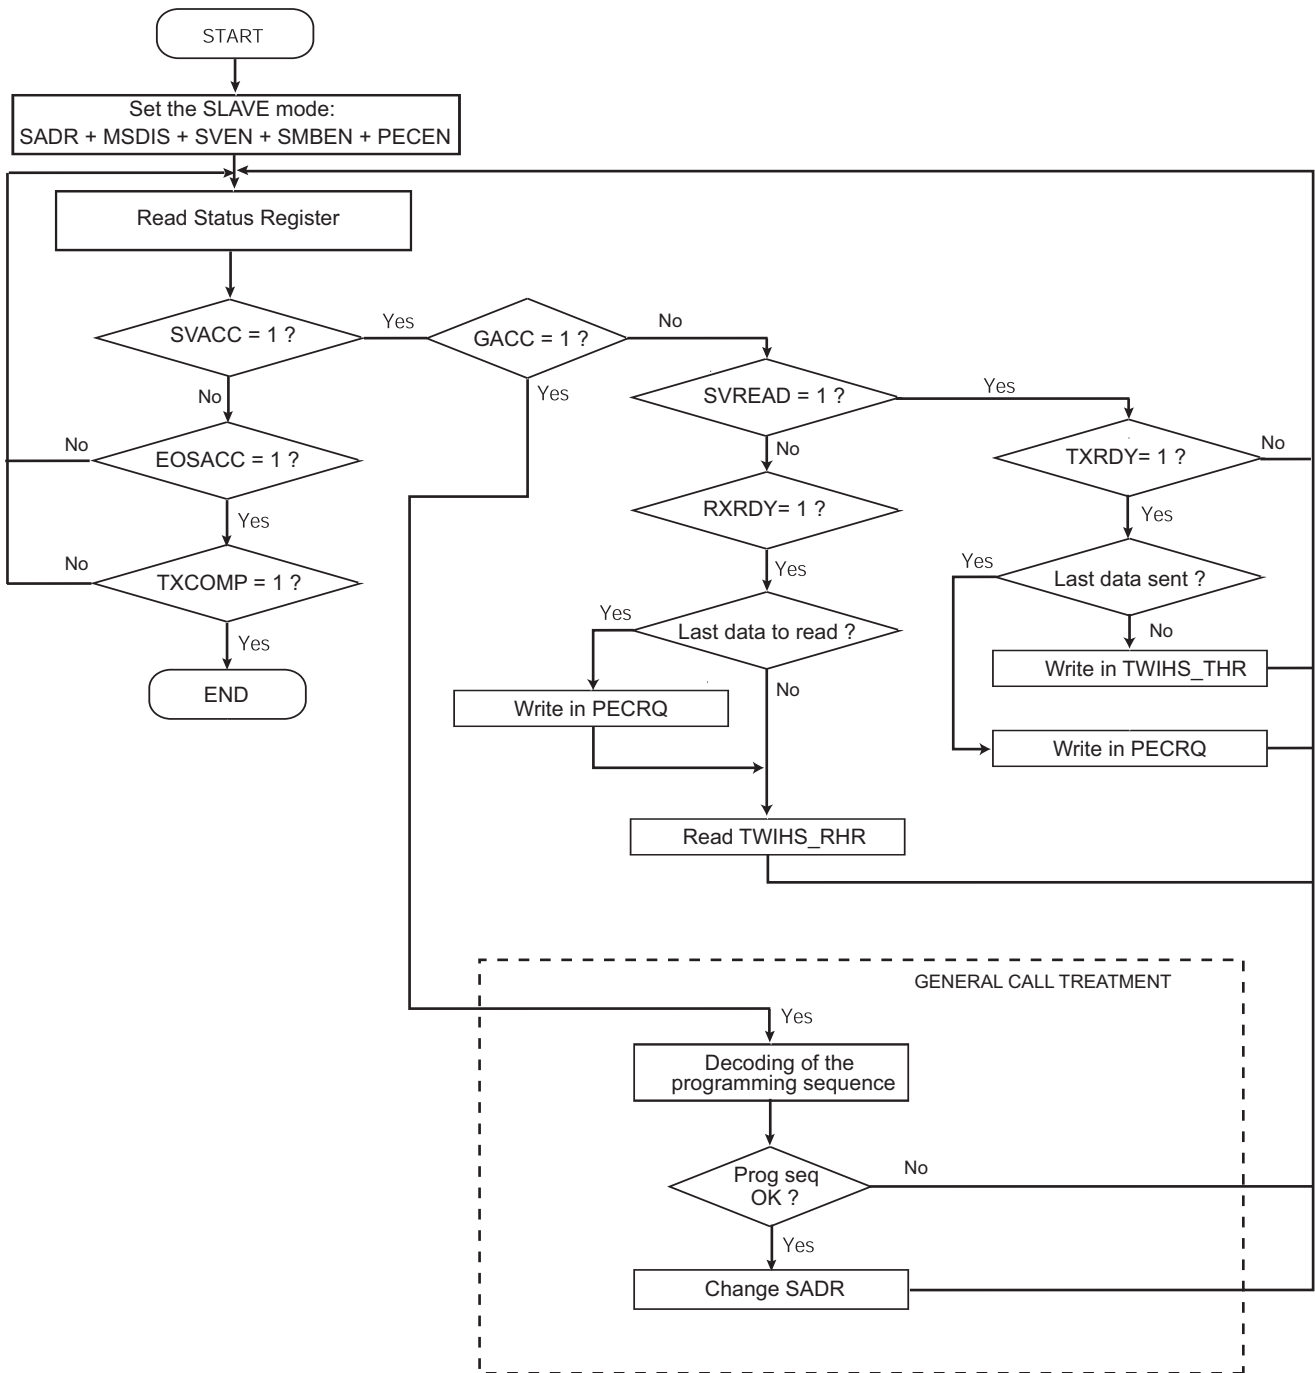 START
Set the SLAVE mode:
SADR + MSDIS + SVEN + SMBEN + PECEN
Read Status Register
SVACC = 1 ?
Yes
GACC = 1 ?
No
SVREAD = 1 ?
Yes
No
Yes
No
EOSACC = 1 ?
No
TXRDY= 1 ?
No
RXRDY= 1 ?
Yes
Yes
No
TXCOMP = 1 ?
Yes
Yes
Last data sent ?
Yes
Last data to read ?
No
Yes
END
No
Write in TWIHS_THR
Write in PECRQ
Write in PECRQ
Read TWIHS_RHR
GENERAL CALL TREATMENT
Yes
Decoding of the
programming sequence
Prog seq
OK ?
No
Yes
Change SADR